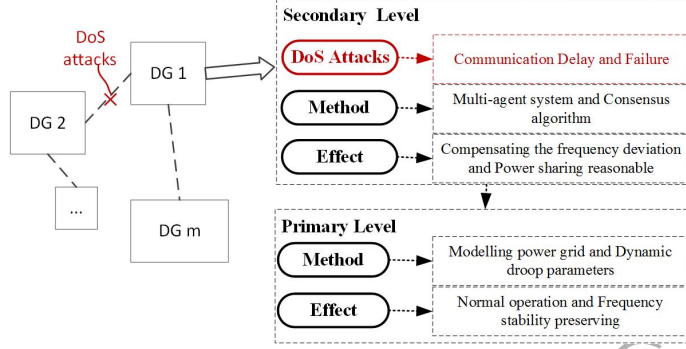 DoS
attacks
DG 1
DG 2
...
DG m
Secondary Level
DoS Attacks
Communication Delay and Failure
Method
Multi-agent system and Consensus
algorithm
Effect
Compensating the frequency deviation
and Power sharing reasonable
Primary Level
Method
Modelling power grid and Dynamic
droop parameters
Effect
Normal operation and Frequency
stability preserving